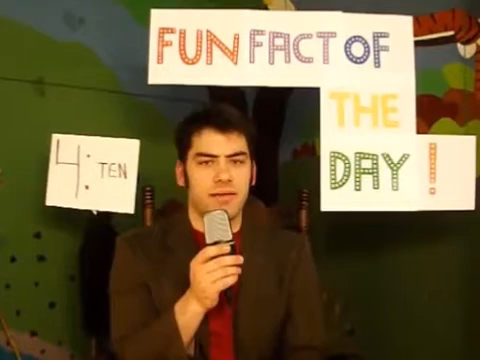 FUN FACT OF
THE
DAY!
4: TEN